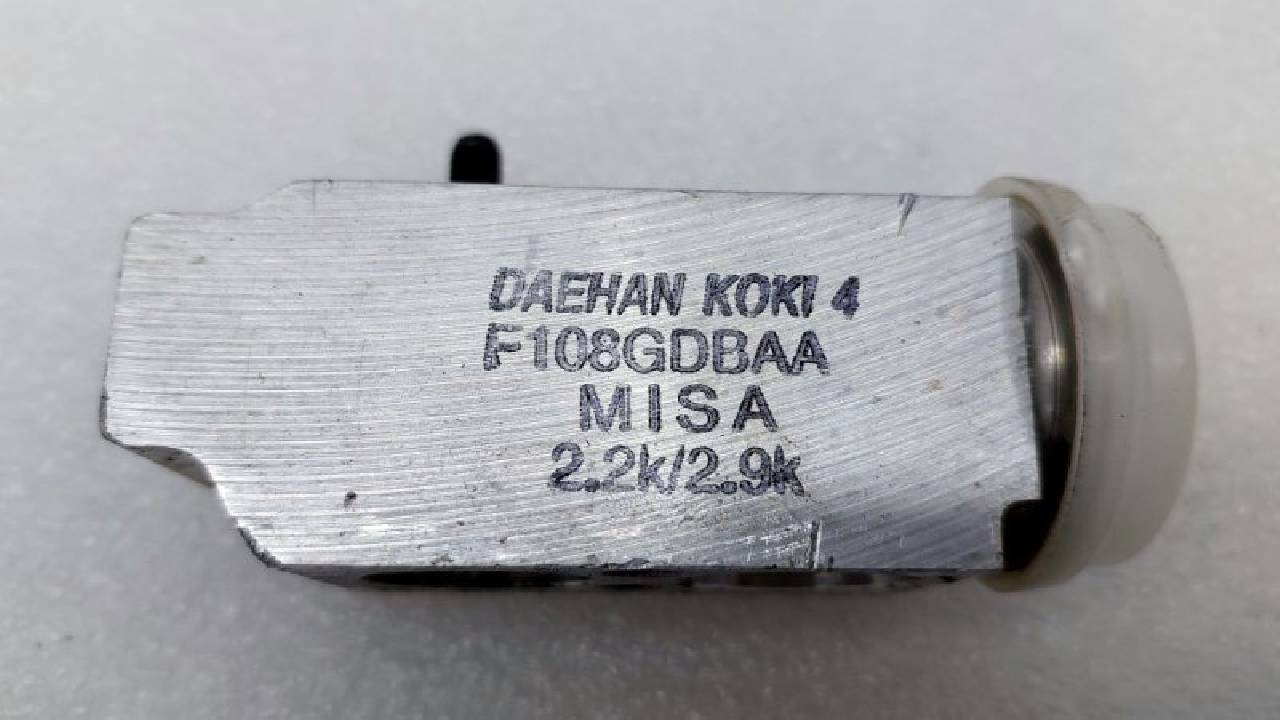 DAEHAN KOKI 4
F108GDBAA
MISA
2.2k/2.9k